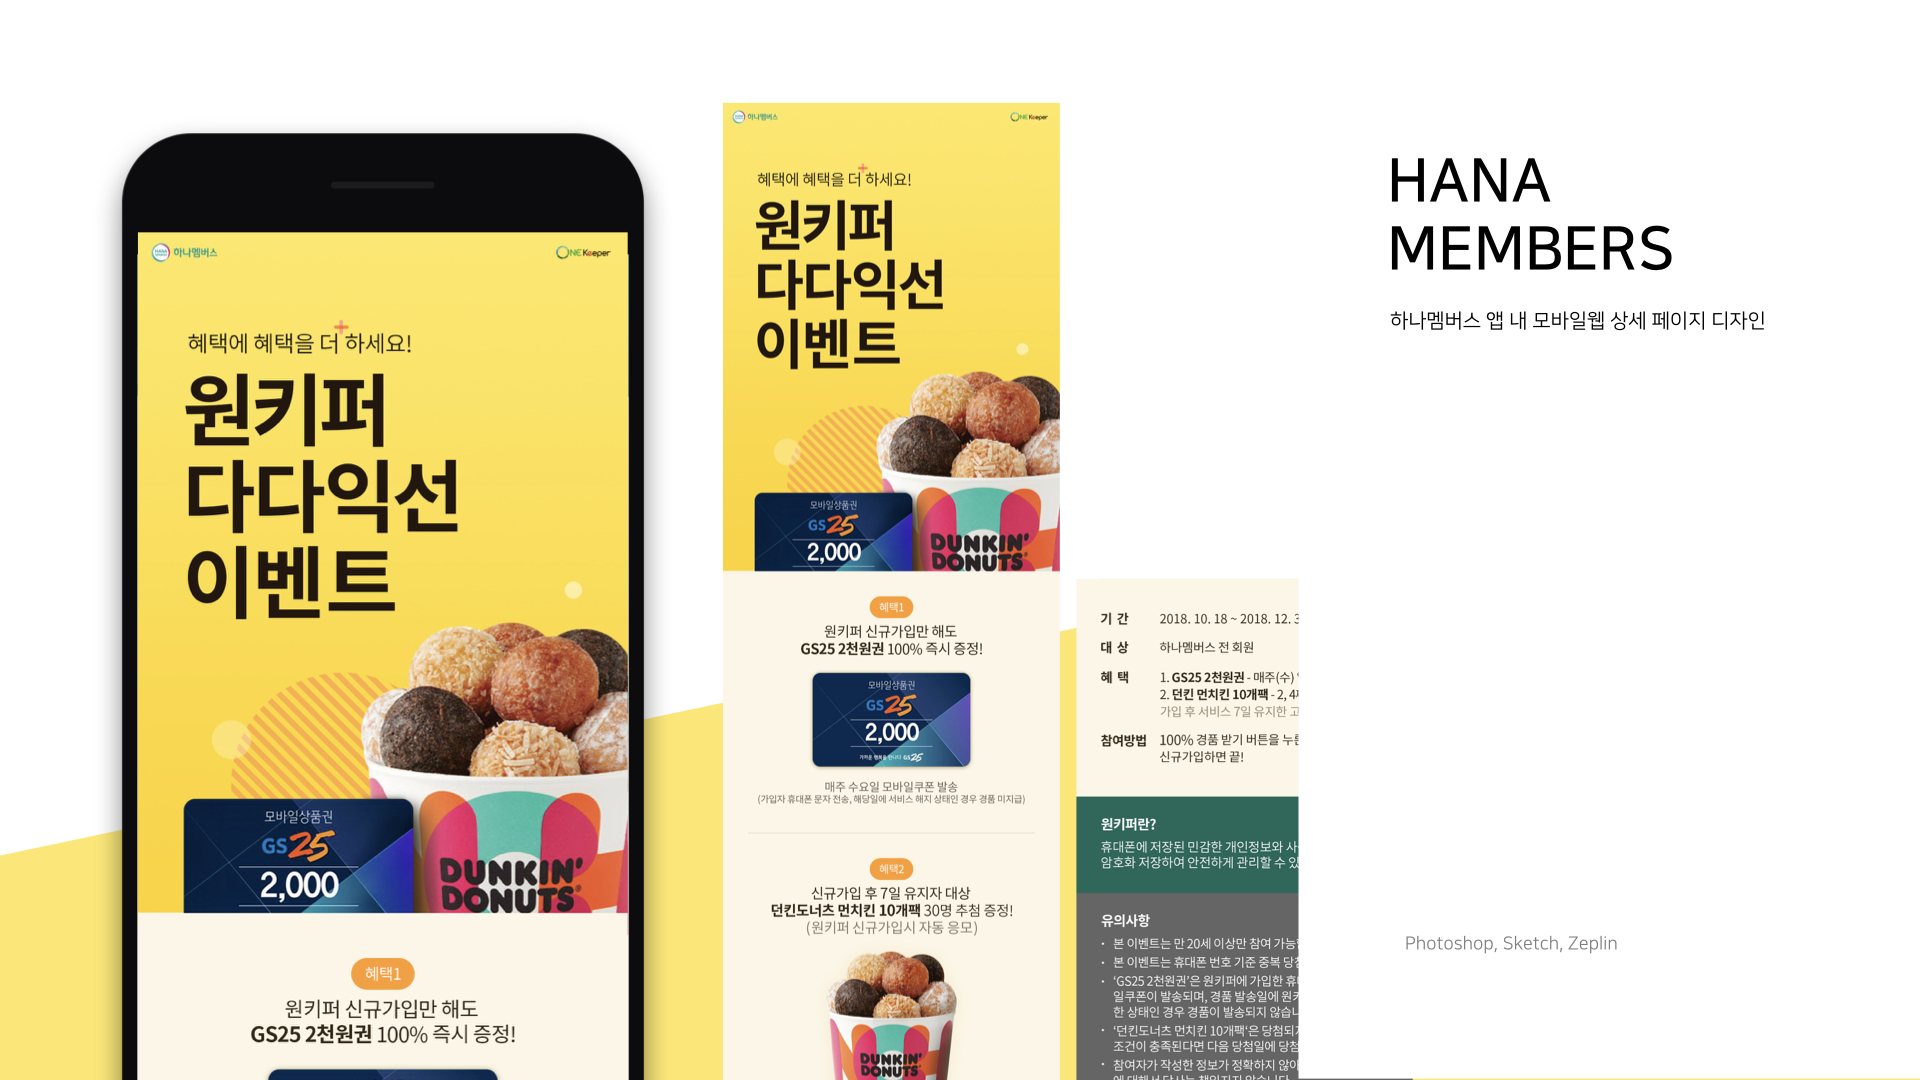 하나멤버스
ONE Keeper
혜택에 혜택을 더 하세요!
원키퍼
다다익선
이벤트
모바일상품권
GS25
2,000
DUNKIN'
DONUTS
혜택1
원키퍼 신규가입만 해도
GS25 2천원권 100% 즉시 증정!
하나멤버스
ONE Keeper
혜택에 혜택을 더 하세요!
원키퍼
다다익선
이벤트
모바일상품권
GS25
2,000
DUNKIN'
DONUTS
혜택1
원키퍼 신규가입만 해도
GS25 2천원권 100% 즉시 증정!
모바일상품권
GS25
2,000
GS25
매주 수요일 모바일쿠폰 발송
(가입자 휴대폰 문자 전송, 해당일에 서비스 해지 상태인 경우 경품 미지급)
혜택2
신규가입 후 7일 유지자 대상
던킨도너츠 먼치킨 10개팩 30명 추첨 증정!
(원키퍼 신규가입시 자동 응모)
DUNKIN'
DONUTS
기 간 2018. 10. 18 ~ 2018. 12. 3
대 상 하나멤버스 전 회원
혜 택 1. GS25 2천원권 - 매주(수)
2. 던킨 먼치킨 10개팩 - 2, 4
가입 후 서비스 7일 유지한 고
참여방법 100% 경품 받기 버튼을 누른
신규가입하면 끝!
원키퍼란?
휴대폰에 저장된 민감한 개인정보와 사
암호화 저장하여 안전하게 관리할 수 있
유의사항
· 본 이벤트는 만 20세 이상만 참여 가능
· 본 이벤트는 휴대폰 번호 기준 중복 당첨
· ‘GS25 2천원권’은 원키퍼에 가입한 휴
일쿠폰이 발송되며, 경품 발송일에 원키
한 상태인 경우 경품이 발송되지 않습니
· ‘던킨도너츠 먼치킨 10개팩’은 당첨되
조건이 충족된다면 다음 당첨일에 당첨
· 참여자가 작성한 정보가 정확하지 않아
HANA
MEMBERS
하나멤버스 앱 내 모바일웹 상세 페이지 디자인
Photoshop, Sketch, Zeplin